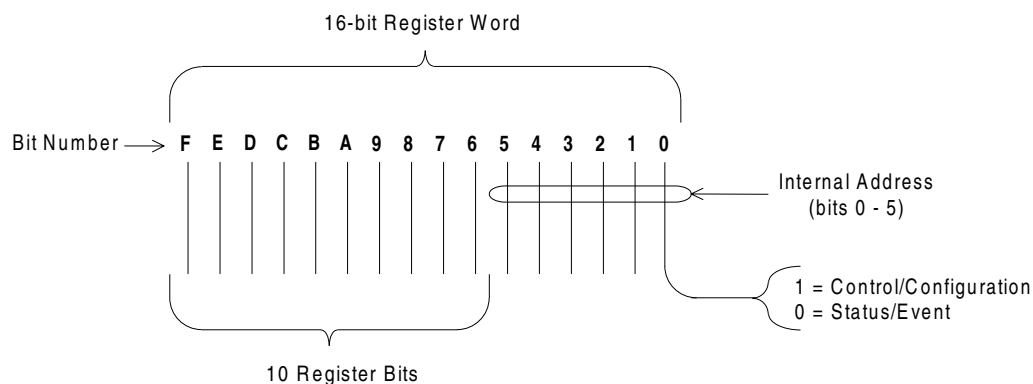 16-bit Register Word
Bit Number F E D C B A 9 8 7 6 5 4 3 2 1 0
Internal Address
(bits 0 - 5)
1 = Control/Configuration
0 = Status/Event
10 Register Bits